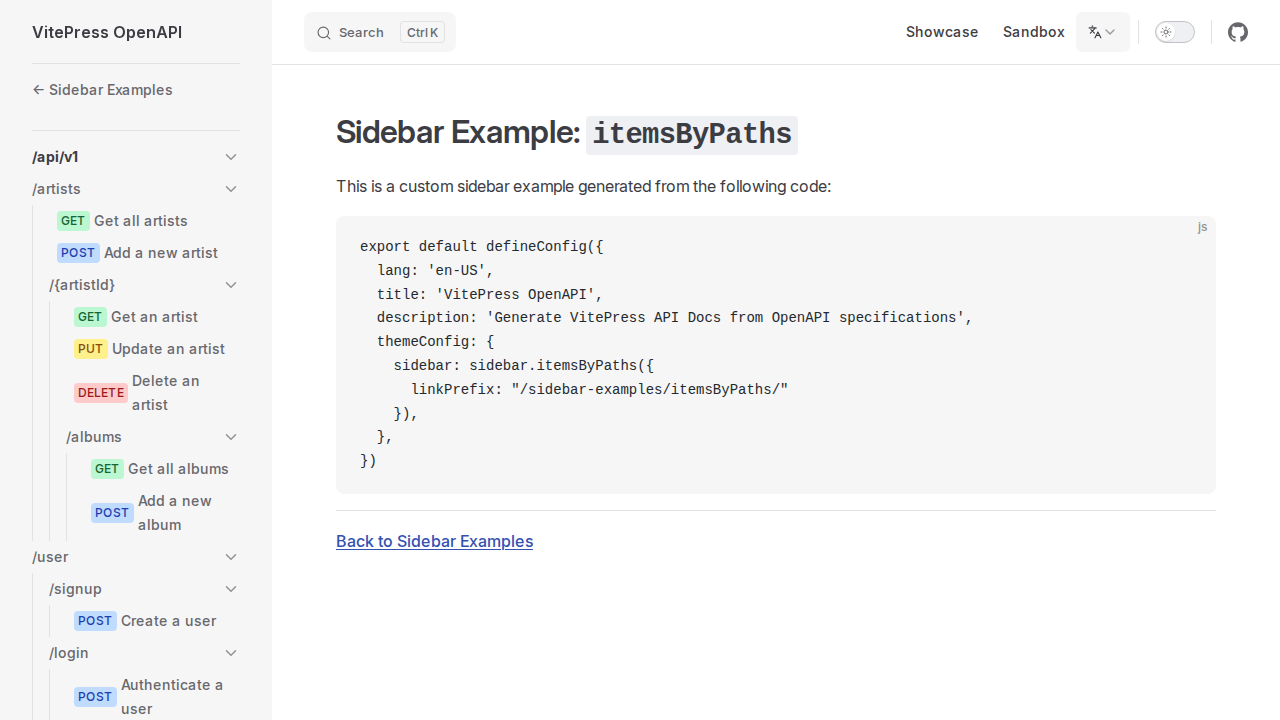 VitePress OpenAPI
← Sidebar Examples
/api/v1
/artists
GET Get all artists
POST Add a new artist
/{artistId}
GET Get an artist
PUT Update an artist
DELETE Delete an
artist
/albums
GET Get all albums
POST Add a new
album
/user
/signup
POST Create a user
/login
POST Authenticate a
user
Search Ctrl K
Showcase
Sandbox
Sidebar Example: itemsByPaths
This is a custom sidebar example generated from the following code:
js
export default defineConfig({
  lang: 'en-US',
  title: 'VitePress OpenAPI',
  description: 'Generate VitePress API Docs from OpenAPI specifications',
  themeConfig: {
    sidebar: sidebar.itemsByPaths({
      linkPrefix: "/sidebar-examples/itemsByPaths/"
    }),
  },
})
Back to Sidebar Examples